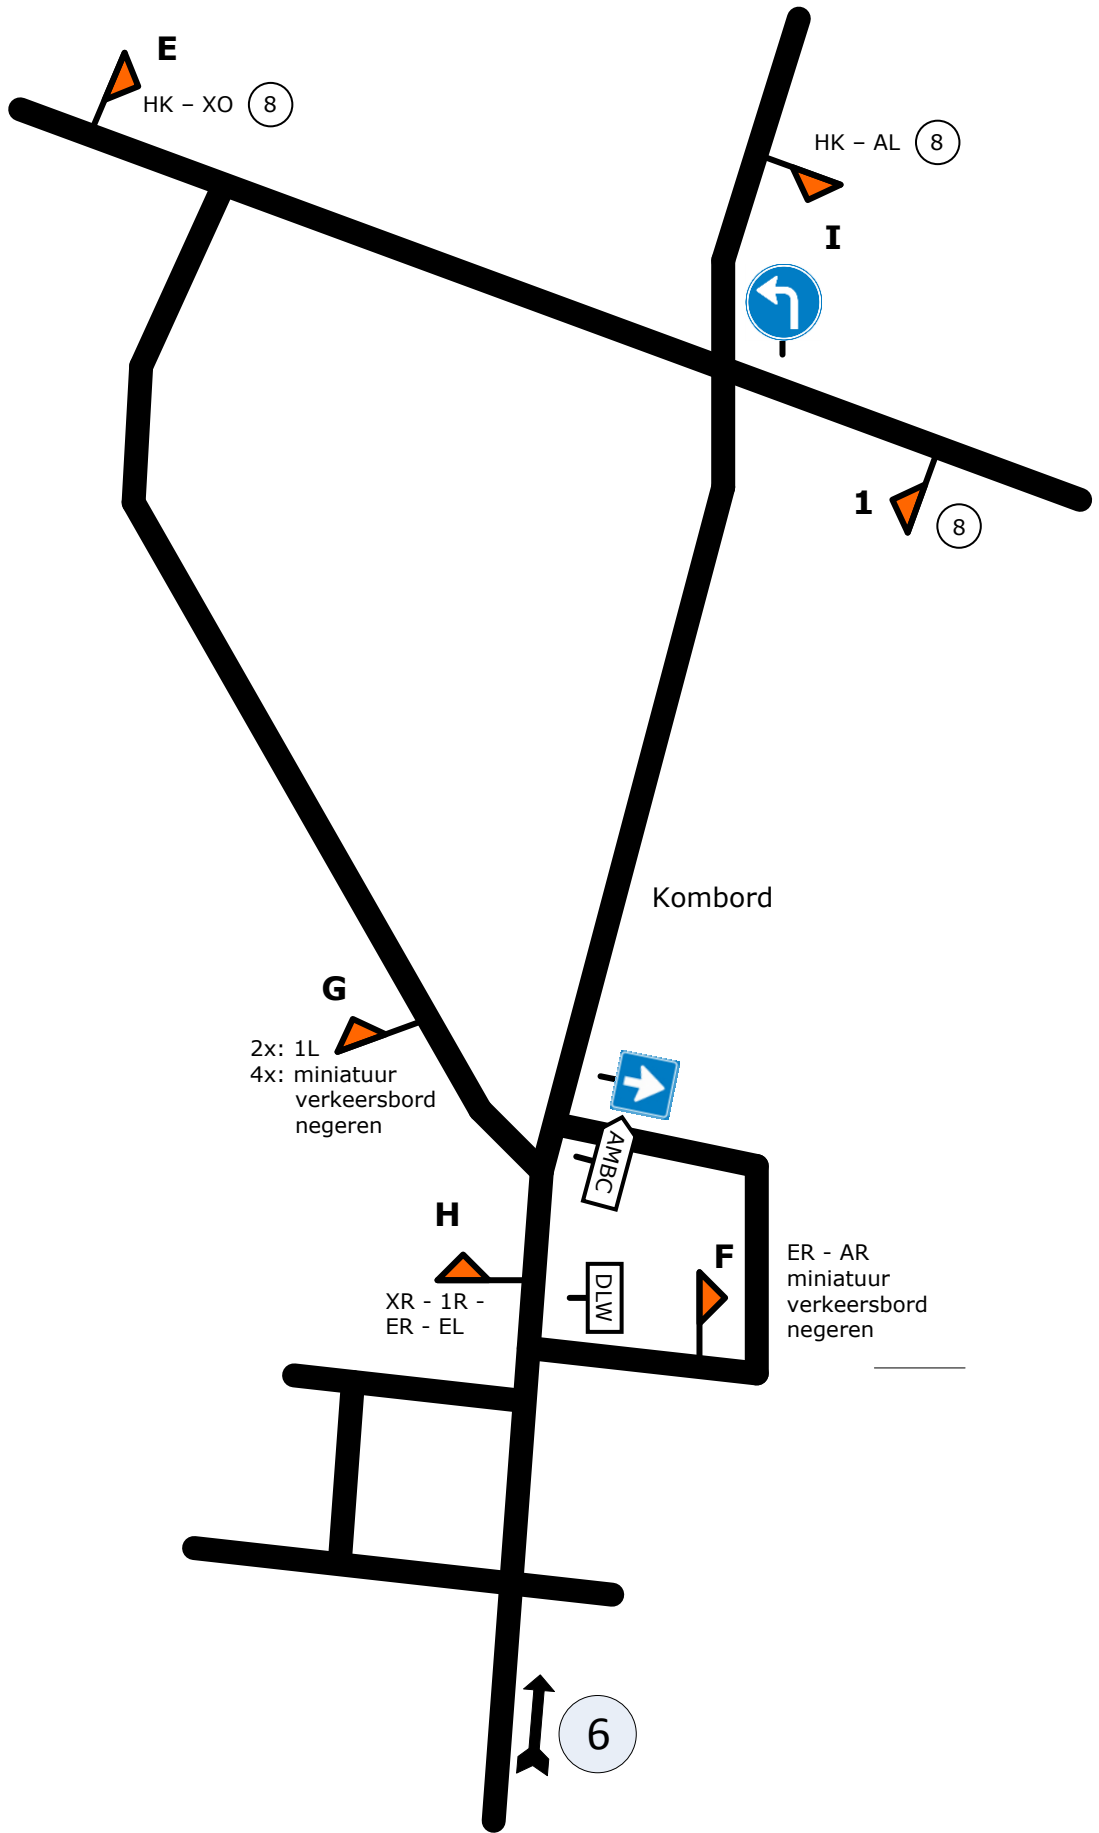 E
HK – XO 8
HK – AL 8
I
1
8
Kombord
G
2x: 1L
4x: miniatuur
verkeersbord
negeren
AMBC
H
XR - 1R -
ER - EL
DLW
F
ER - AR
miniatuur
verkeersbord
negeren
6